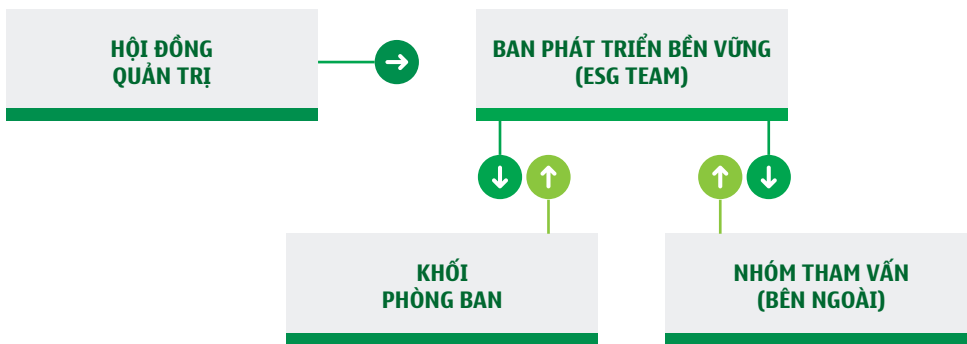 HỘI ĐỒNG
QUẢN TRỊ
BAN PHÁT TRIỂN BỀN VỮNG
(ESG TEAM)
KHỐI
PHÒNG BAN
NHÓM THAM VẤN
(BÊN NGOÀI)